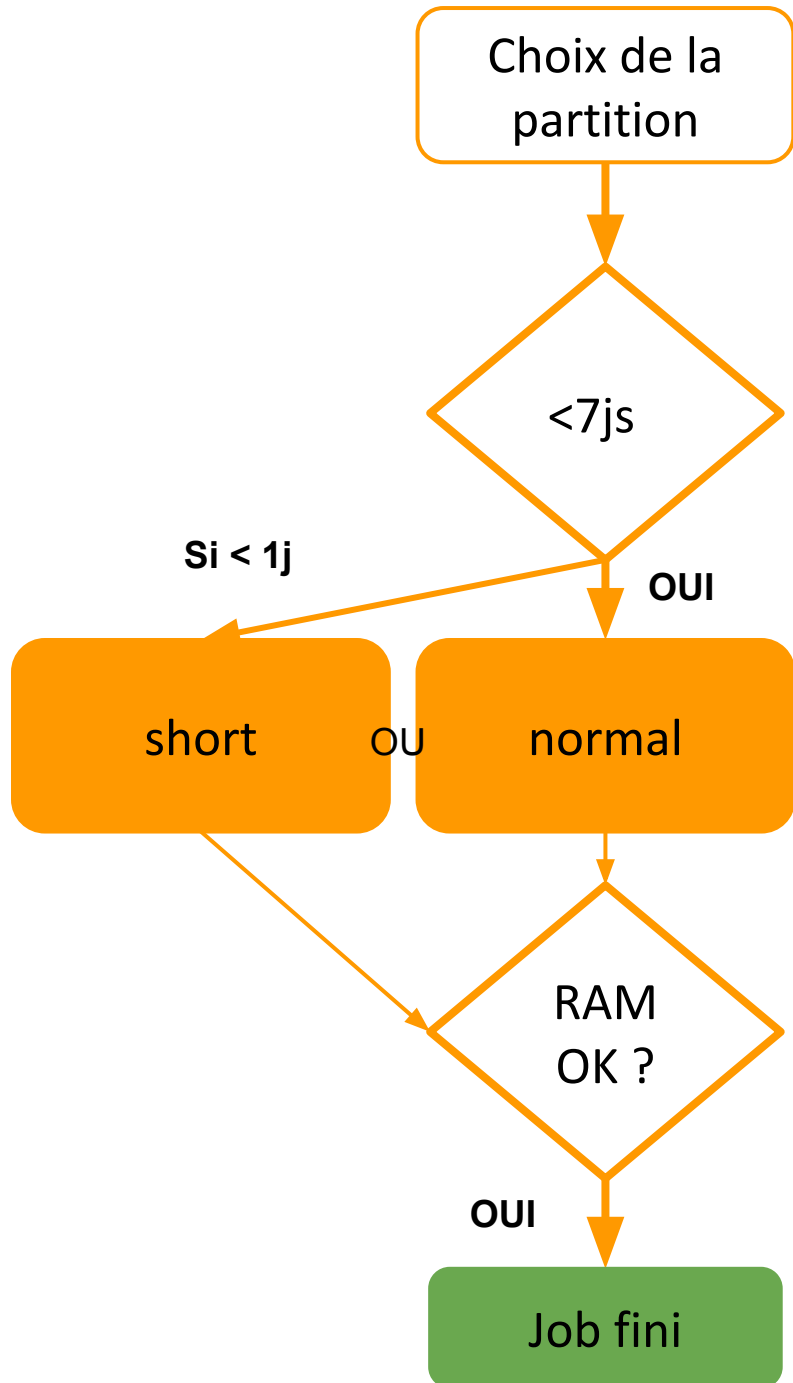 Choix de la
partition
<7js
Si < 1j
OUI
short
OU
normal
RAM
OK ?
OUI
Job fini